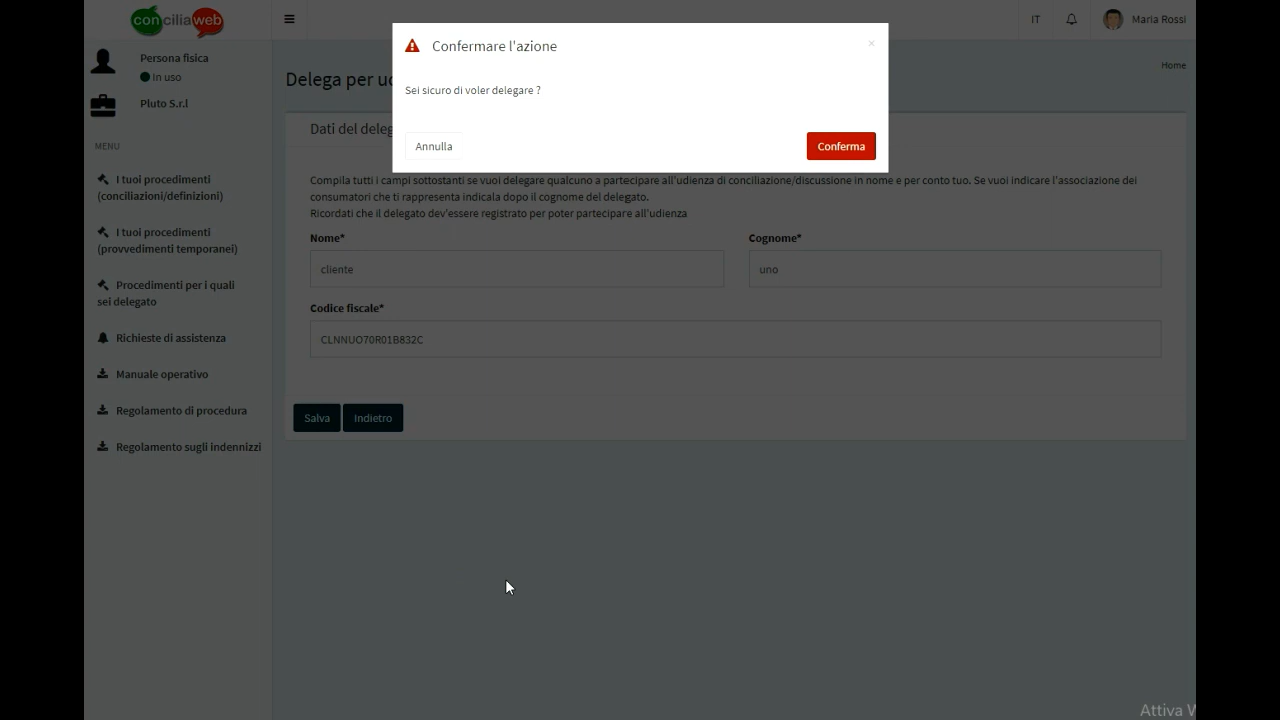 conciliaweb
IT
Maria Rossi
Confermare l'azione
×
Sei sicuro di voler delegare ?
Annulla
Conferma
Persona fisica
In uso
Pluto S.r.l
MENU
I tuoi procedimenti
(conciliazioni/definizioni)
I tuoi procedimenti
(provvedimenti temporanei)
Procedimenti per i quali
sei delegato
Richieste di assistenza
Manuale operativo
Regolamento di procedura
Regolamento sugli indennizzi
Home
Delega per
Dati del
Compila tutti i campi sottostanti se vuoi delegare qualcuno a partecipare all'udienza di conciliazione/discussione in nome e per conto tuo. Se vuoi indicare l'associazione dei
consumatori che ti rappresenta indicala dopo il cognome del delegato.
Ricordati che il delegato dev'essere registrato per poter partecipare all'udienza
Nome*
Cognome*
cliente
uno
Codice fiscale*
CLNNUO70R01B832C
Salva
Indietro
Attiva